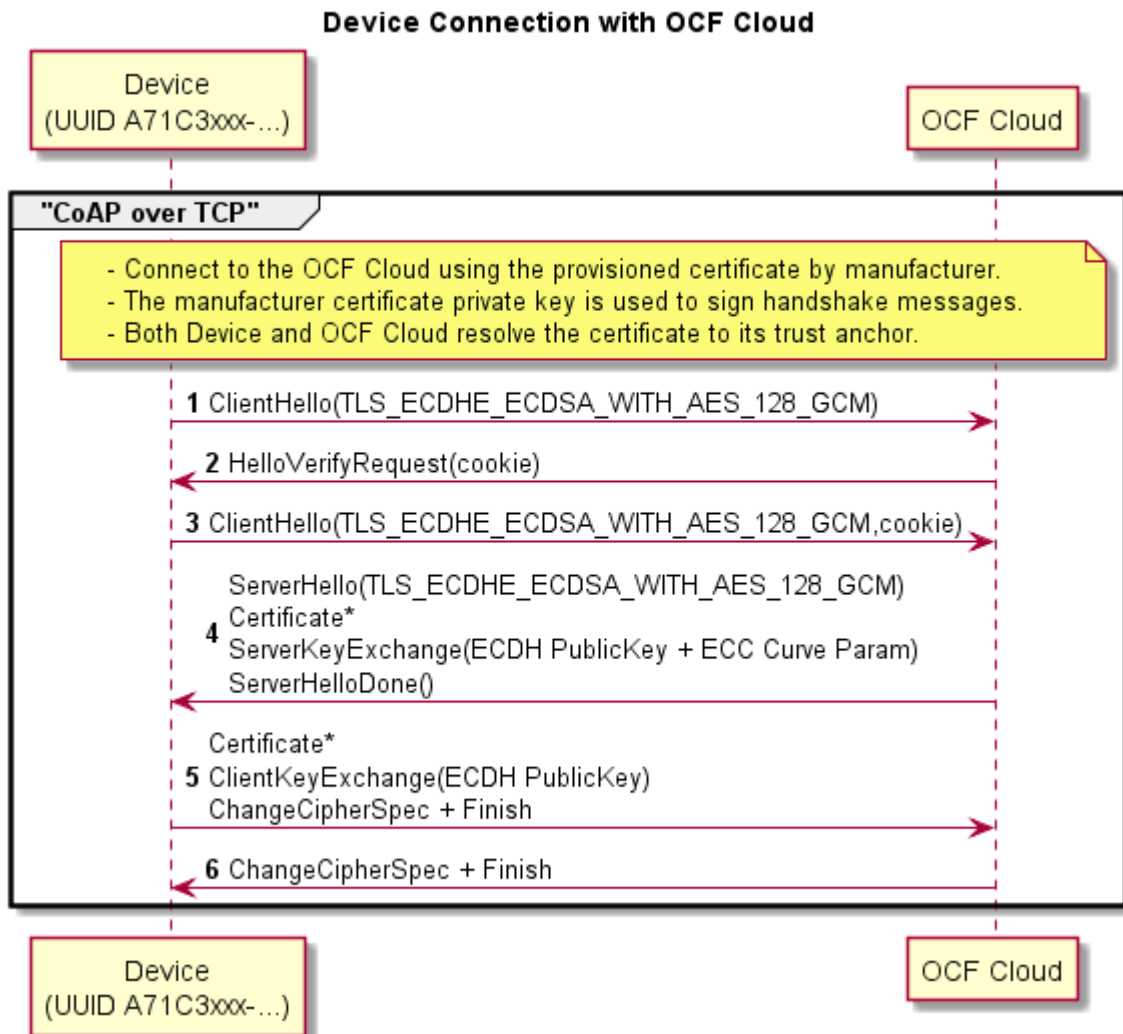 Device Connection with OCF Cloud
Device
(UUID A71C3xxx-...)
OCF Cloud
"CoAP over TCP"
- Connect to the OCF Cloud using the provisioned certificate by manufacturer.
- The manufacturer certificate private key is used to sign handshake messages.
- Both Device and OCF Cloud resolve the certificate to its trust anchor.
1 ClientHello(TLS_ECDHE_ECDSA_WITH_AES_128_GCM)
2 HelloVerifyRequest(cookie)
3 ClientHello(TLS_ECDHE_ECDSA_WITH_AES_128_GCM,cookie)
ServerHello(TLS_ECDHE_ECDSA_WITH_AES_128_GCM)
Certificate*
4 ServerKeyExchange(ECDH PublicKey + ECC Curve Param)
ServerHelloDone()
Certificate*
5 ClientKeyExchange(ECDH PublicKey)
ChangeCipherSpec + Finish
6 ChangeCipherSpec + Finish
Device
(UUID A71C3xxx-...)
OCF Cloud